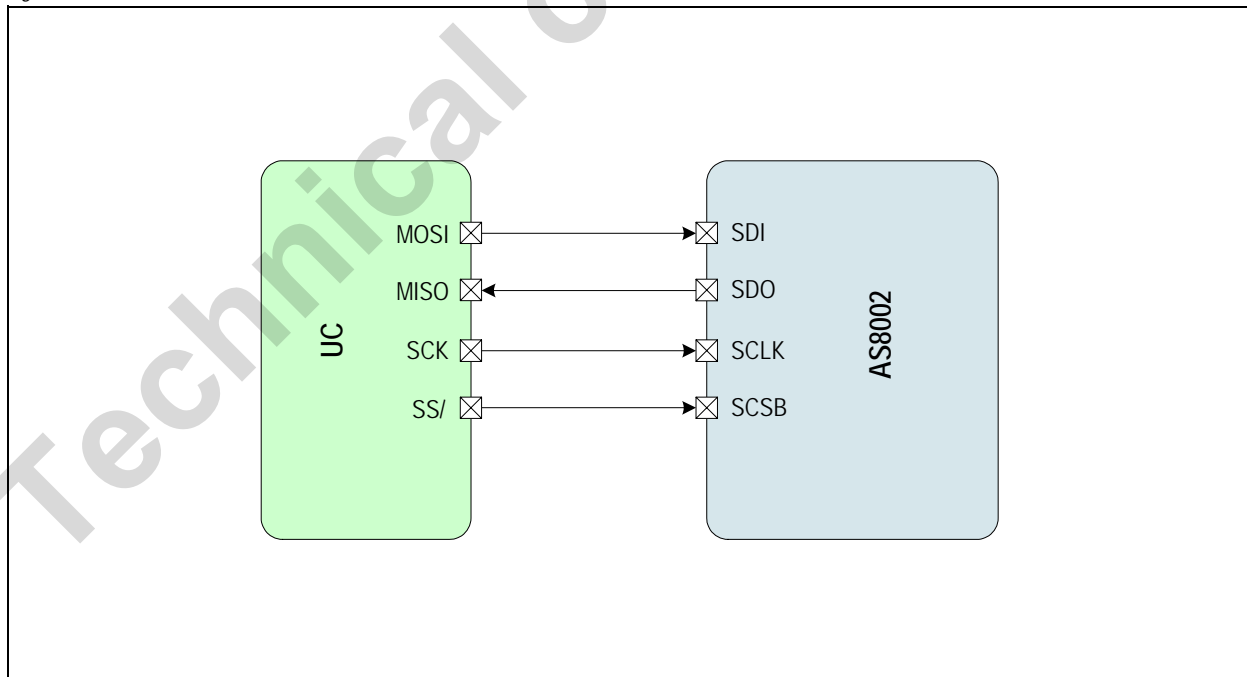 Technical
UC
MOSI
MISO
SCK
SS/
SDI
SDO
SCLK
SCSB
AS8002